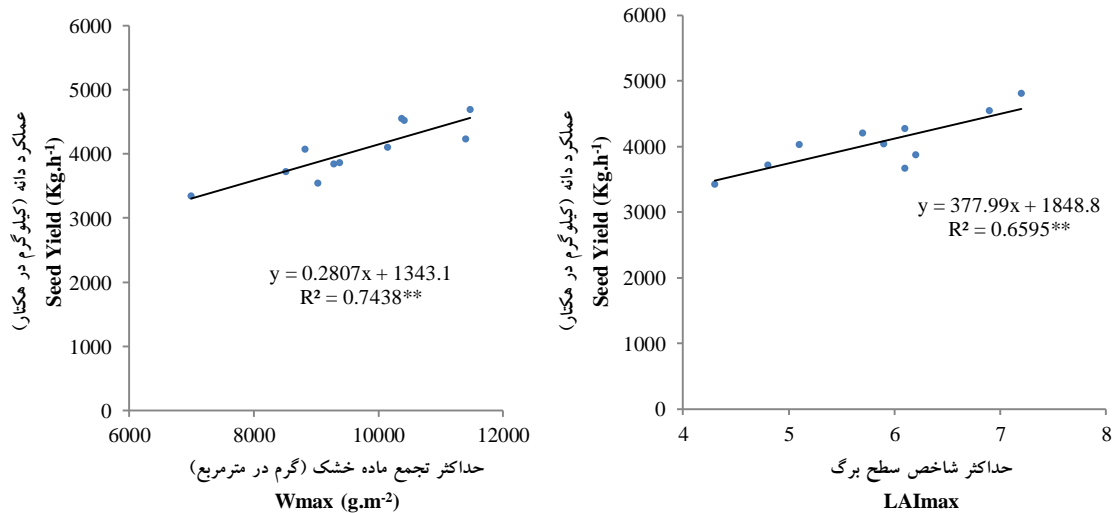 عملکرد دانه (کیلوگرم در هکتار)
Seed Yield (Kg.h-1)
6000
5000
4000
3000
2000
1000
0
y = 0.2807x + 1343.1
R² = 0.7438**
6000 8000 10000 12000
حداکثر تجمع ماده خشک (گرم در مترمربع)
Wmax (g.m-2)
عملکرد دانه (کیلوگرم در هکتار)
Seed Yield (Kg.h-1)
6000
5000
4000
3000
2000
1000
0
y = 377.99x + 1848.8
R² = 0.6595**
4 5 6 7 8
حداکثر شاخص سطح برگ
LAImax